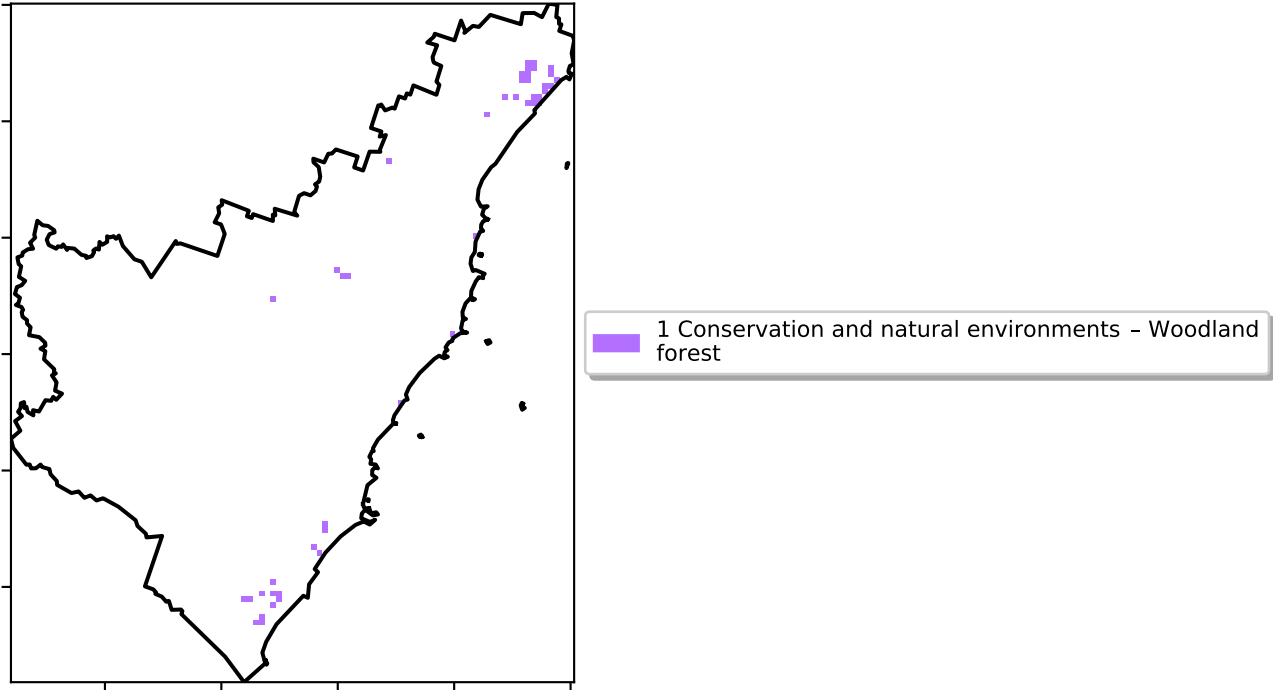 1 Conservation and natural environments – Woodland
forest